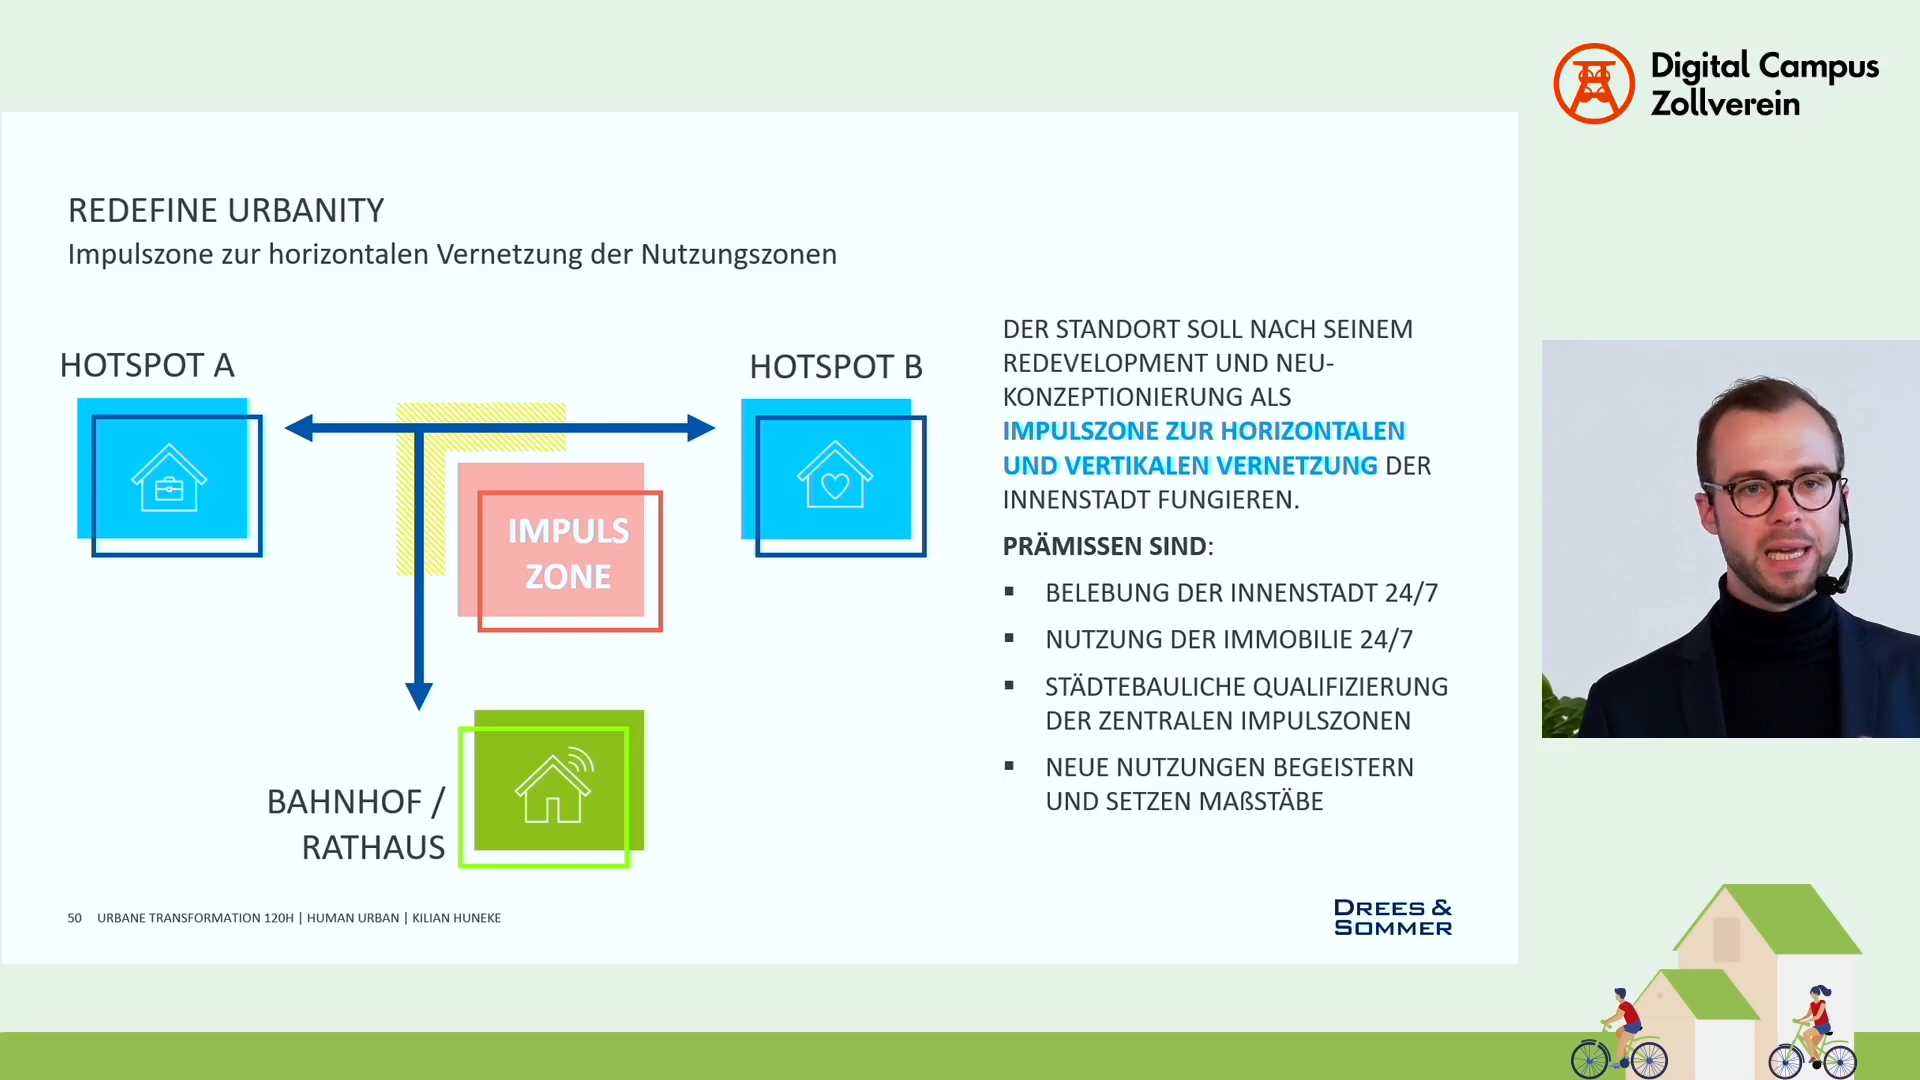 Digital Campus
Zollverein
REDEFINE URBANITY
Impulszone zur horizontalen Vernetzung der Nutzungszonen
HOTSPOT A
HOTSPOT B
IMPULS
ZONE
BAHNHOF /
RATHAUS
DER STANDORT SOLL NACH SEINEM
REDEVELOPMENT UND NEU-
KONZEPTIONIERUNG ALS
IMPULSZONE ZUR HORIZONTALEN
UND VERTIKALEN VERNETZUNG DER
INNENSTADT FUNGIEREN.
PRÄMISSEN SIND:
▪ BELEBUNG DER INNENSTADT 24/7
▪ NUTZUNG DER IMMOBILIE 24/7
▪ STÄDTEBAULICHE QUALIFIZIERUNG
DER ZENTRALEN IMPULSZONEN
▪ NEUE NUTZUNGEN BEGEISTERN
UND SETZEN MAßSTÄBE
50 URBANE TRANSFORMATION 120H | HUMAN URBAN | KILIAN HUNEKE
DREES &
SOMMER